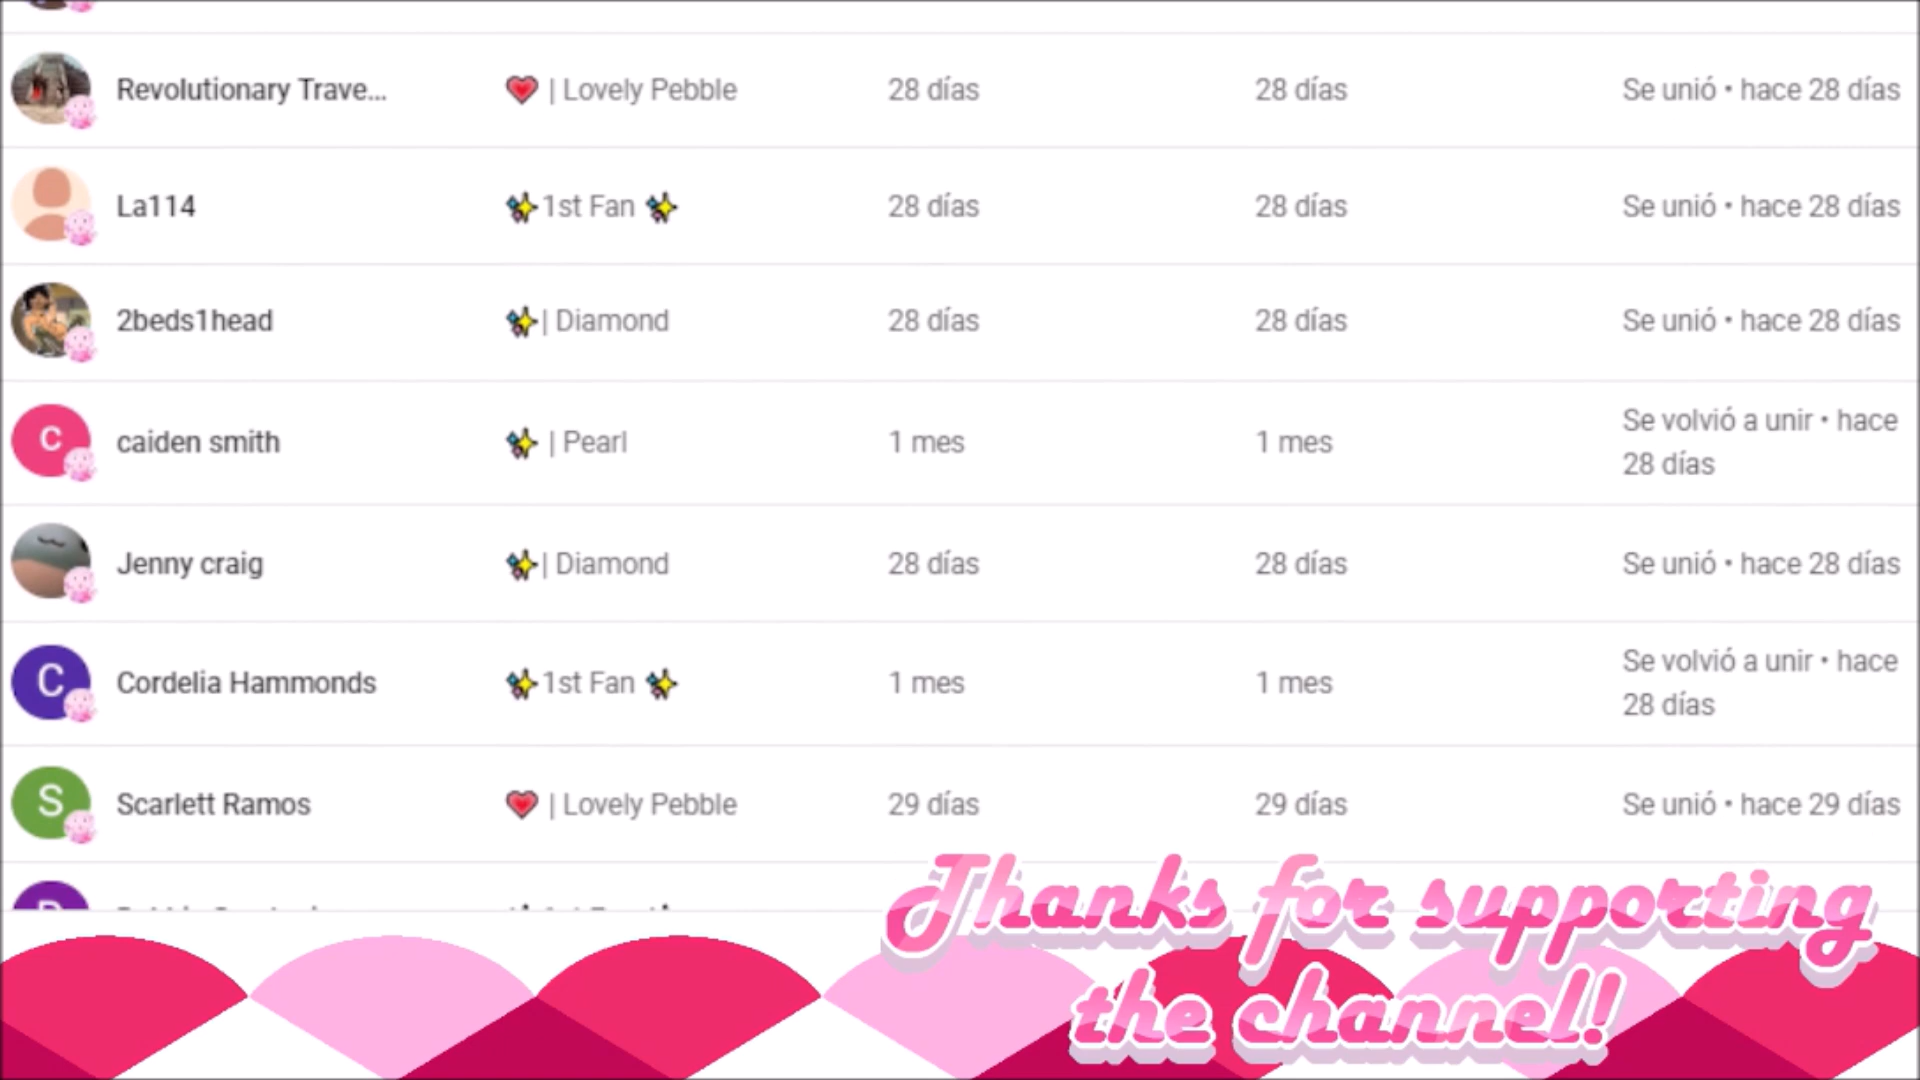 Revolutionary Trave... | Lovely Pebble 28 días 28 días Se unió • hace 28 días
La114 ✨1st Fan ✨ 28 días 28 días Se unió • hace 28 días
2beds1head ✨| Diamond 28 días 28 días Se unió • hace 28 días
C caiden smith ✨ | Pearl 1 mes 1 mes Se volvió a unir • hace
28 días
Jenny craig ✨| Diamond 28 días 28 días Se unió • hace 28 días
C Cordelia Hammonds ✨1st Fan ✨ 1 mes 1 mes Se volvió a unir • hace
28 días
S Scarlett Ramos | Lovely Pebble 29 días 29 días Se unió • hace 29 días
Thanks for supporting
the channel!